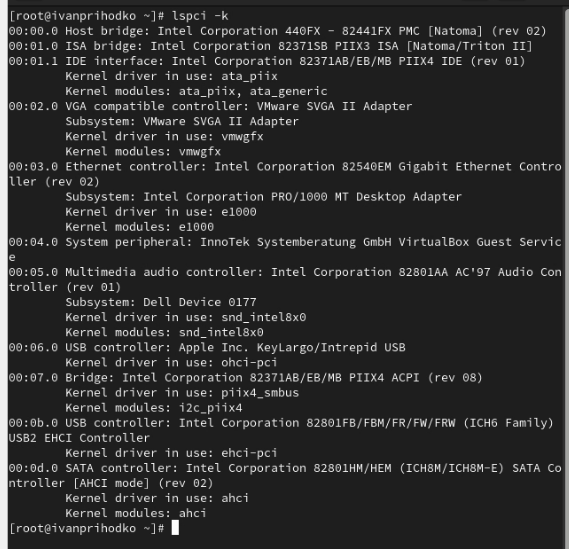 [root@ivanprihodko ~]# lspci -k
00:00.0 Host bridge: Intel Corporation 440FX - 82441FX PMC [Natoma] (rev 02)
00:01.0 ISA bridge: Intel Corporation 82371SB PIIX3 ISA [Natoma/Triton II]
00:01.1 IDE interface: Intel Corporation 82371AB/EB/MB PIIX4 IDE (rev 01)
        Kernel driver in use: ata_piix
        Kernel modules: ata_piix, ata_generic
00:02.0 VGA compatible controller: VMware SVGA II Adapter
        Subsystem: VMware SVGA II Adapter
        Kernel driver in use: vmwgfx
        Kernel modules: vmwgfx
00:03.0 Ethernet controller: Intel Corporation 82540EM Gigabit Ethernet Contro
ller (rev 02)
        Subsystem: Intel Corporation PRO/1000 MT Desktop Adapter
        Kernel driver in use: e1000
        Kernel modules: e1000
00:04.0 System peripheral: InnoTek Systemberatung GmbH VirtualBox Guest Servic
e
00:05.0 Multimedia audio controller: Intel Corporation 82801AA AC'97 Audio Con
troller (rev 01)
        Subsystem: Dell Device 0177
        Kernel driver in use: snd_intel8x0
        Kernel modules: snd_intel8x0
00:06.0 USB controller: Apple Inc. KeyLargo/Intrepid USB
        Kernel driver in use: ohci-pci
00:07.0 Bridge: Intel Corporation 82371AB/EB/MB PIIX4 ACPI (rev 08)
        Kernel driver in use: piix4_smbus
        Kernel modules: i2c_piix4
00:0b.0 USB controller: Intel Corporation 82801FB/FBM/FR/FW/FRW (ICH6 Family)
USB2 EHCI Controller
        Kernel driver in use: ehci-pci
00:0d.0 SATA controller: Intel Corporation 82801HM/HEM (ICH8M/ICH8M-E) SATA Co
ntroller [AHCI mode] (rev 02)
        Kernel driver in use: ahci
        Kernel modules: ahci
[root@ivanprihodko ~]#